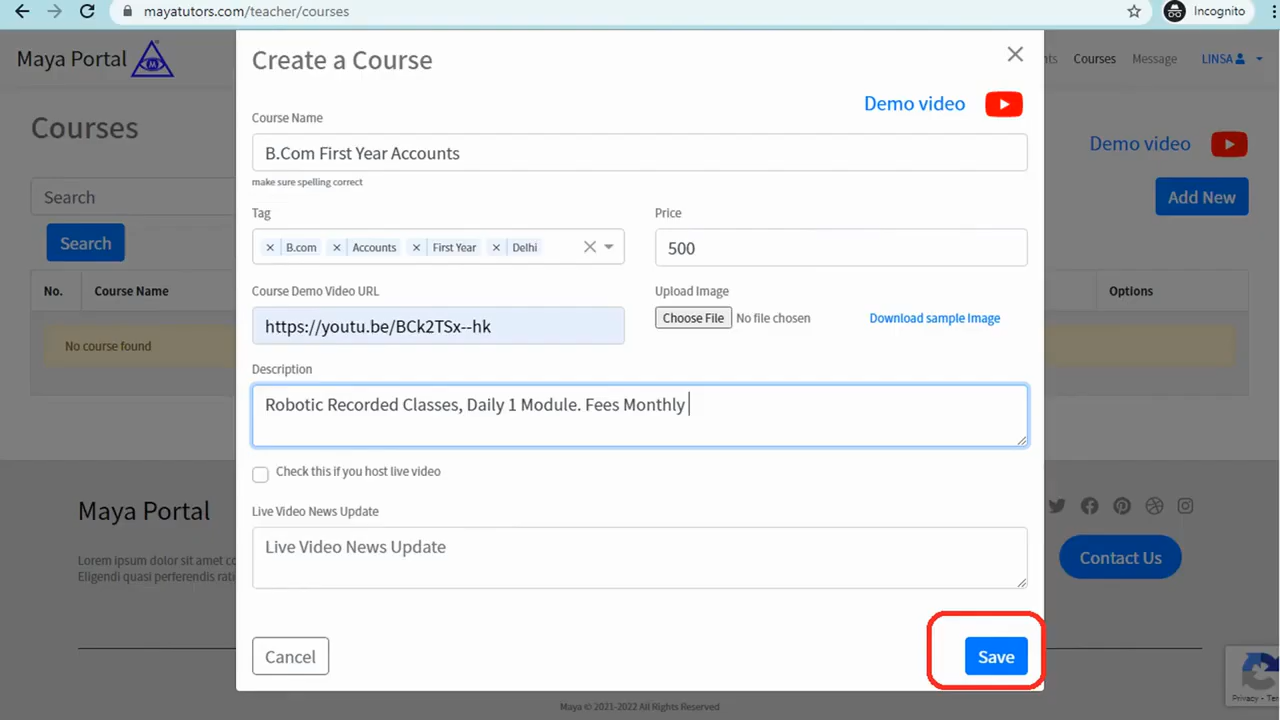 mayatutors.com/teacher/courses
Incognito
Maya Portal
Courses
Message
LINSA
Create a Course
Demo video
Courses
Demo video
Course Name
B.Com First Year Accounts
make sure spelling correct
Search
Add New
Tag
Price
B.com
Accounts
First Year
Delhi
500
Search
No.
Course Name
Options
Course Demo Video URL
Upload Image
https://youtu.be/BCk2TSx--hk
Choose File No file chosen
Download sample Image
No course found
Description
Robotic Recorded Classes, Daily 1 Module. Fees Monthly
Check this if you host live video
Maya Portal
Live Video News Update
Live Video News Update
Lorem ipsum dolor sit amet
Eligendi quasi perferendis
Contact Us
Cancel
Save
Privacy
Maya © 2021-2022 All Rights Reserved